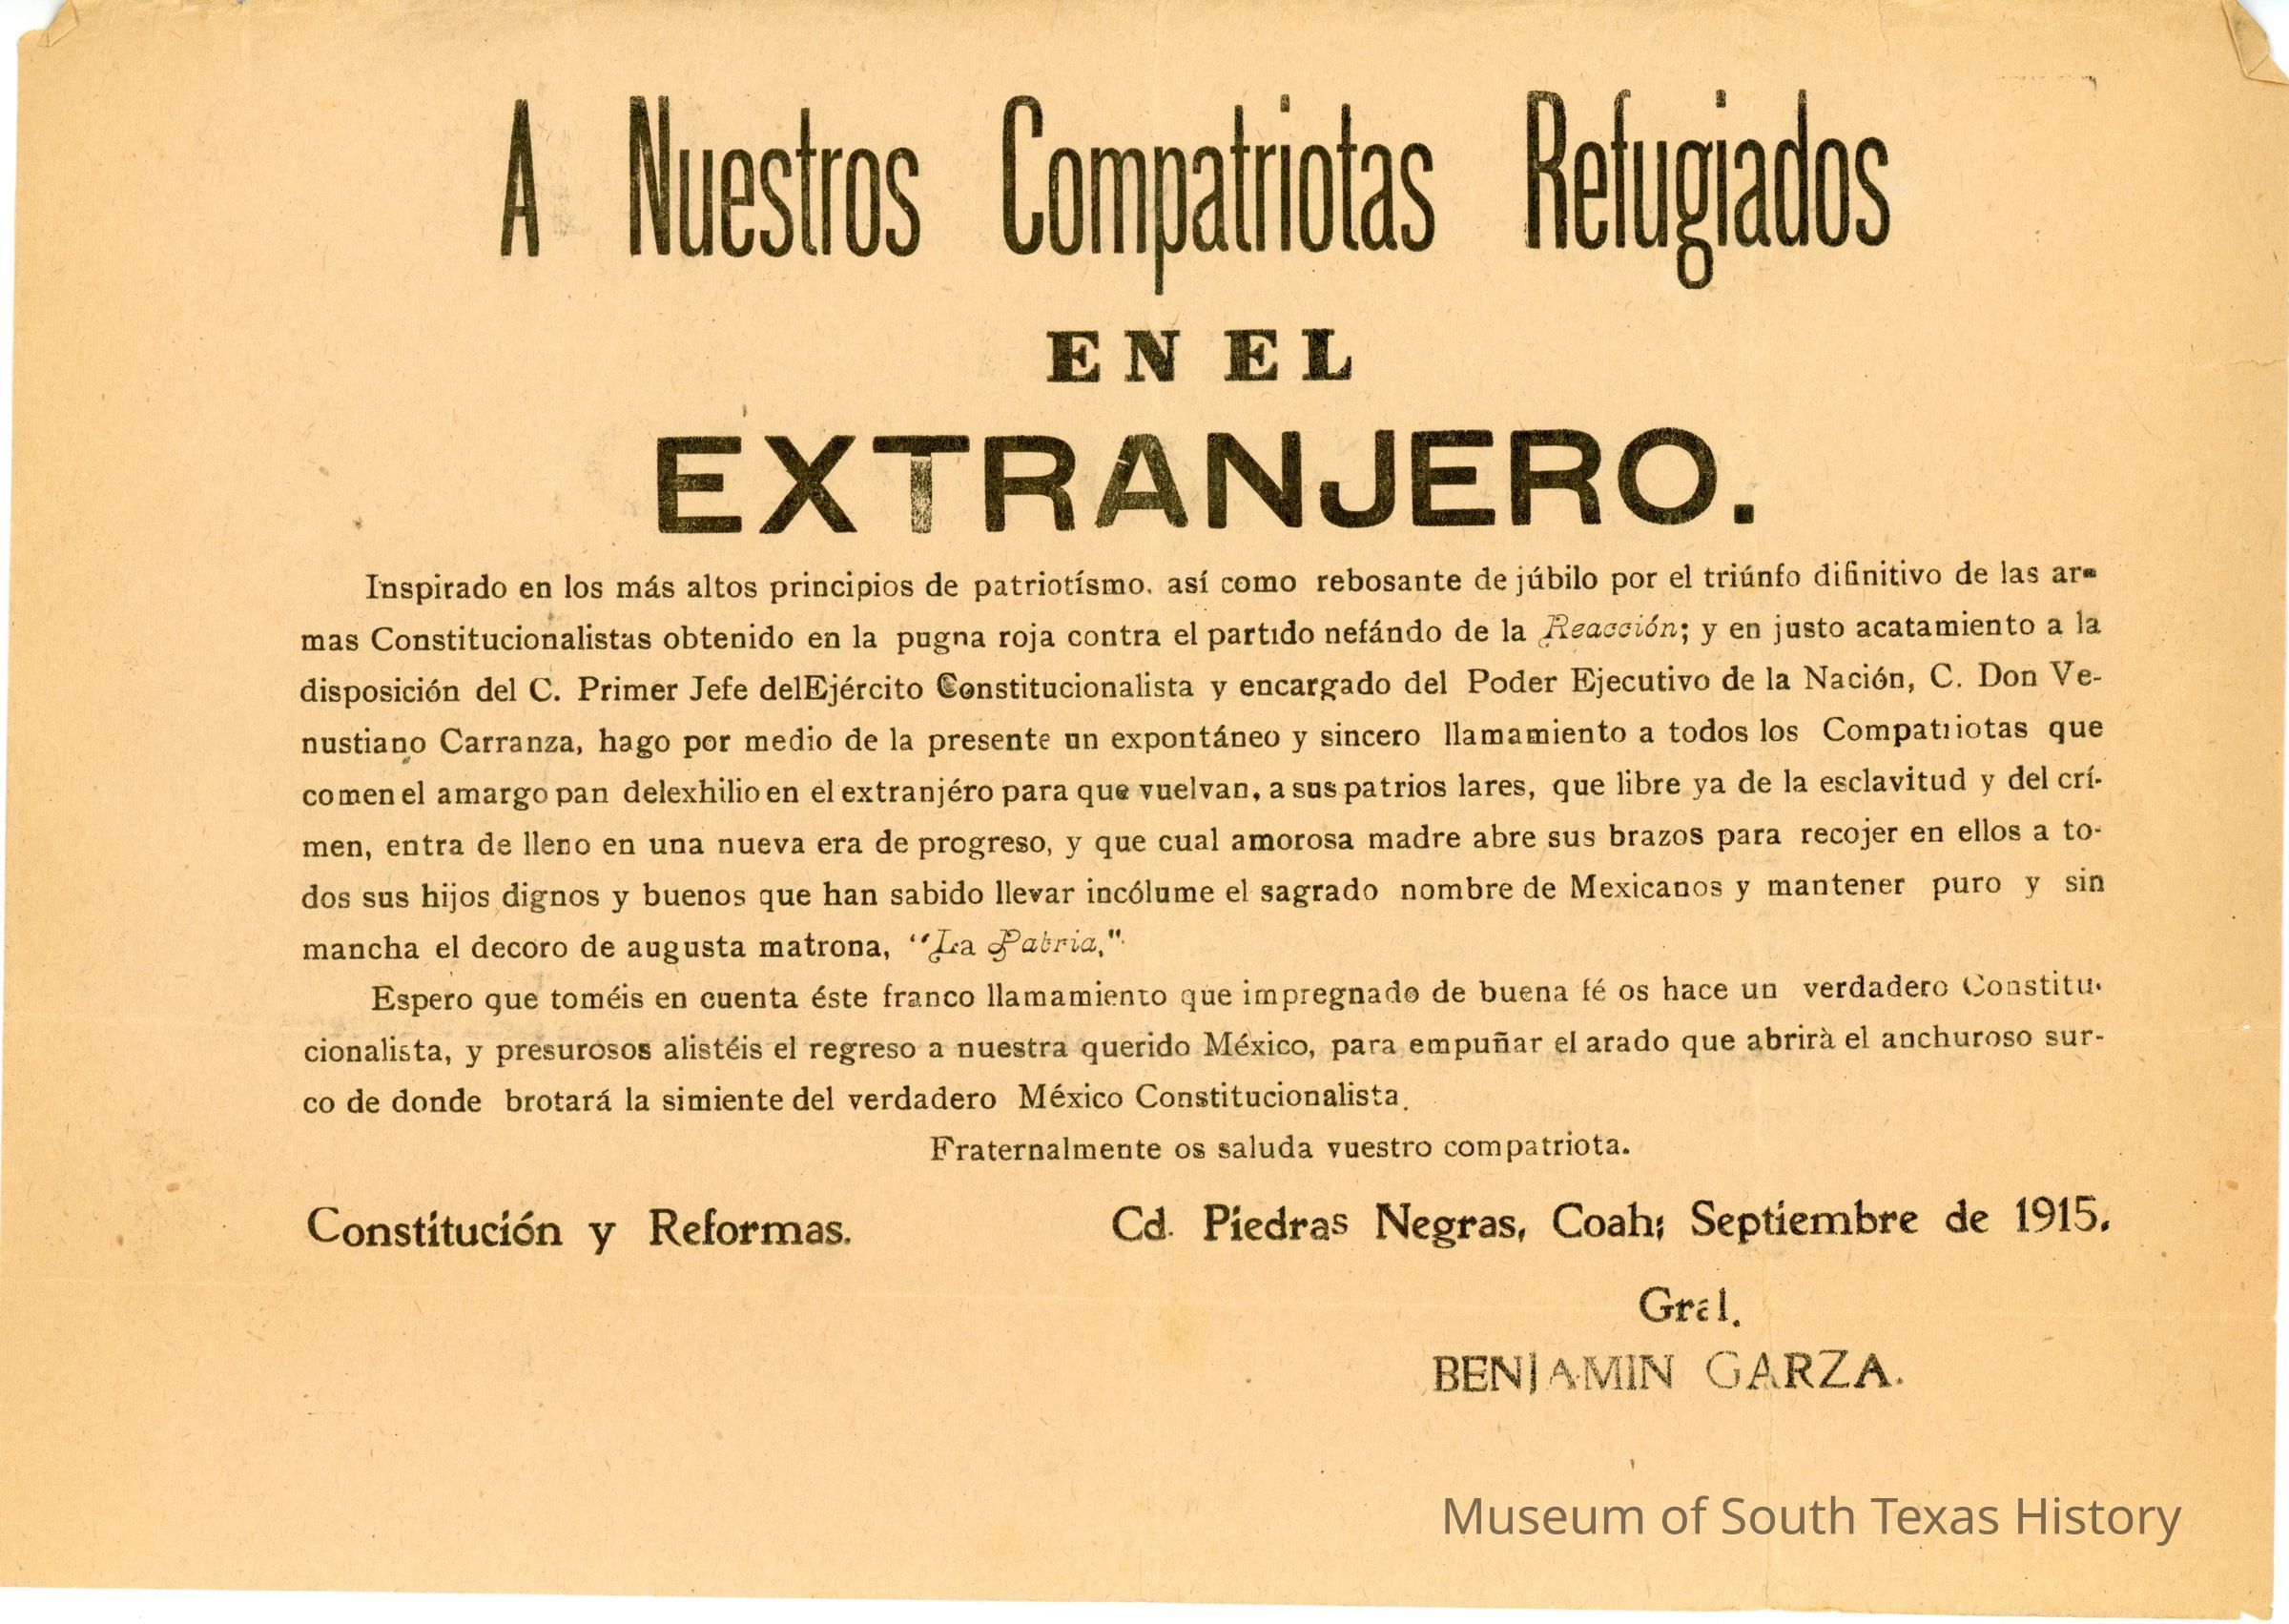 A Nuestros Compatriotas Refugiados
EN EL
EXTRANJERO.
Inspirado en los más altos principios de patriotísmo. así como rebosante de júbilo por el triúnfo difinitivo de las ar-
mas Constitucionalistas obtenido en la pugna roja contra el partido nefándo de la Reacción; y en justo acatamiento a la
disposición del C. Primer Jefe delEjército Constitucionalista y encargado del Poder Ejecutivo de la Nación, C. Don Ve-
nustiano Carranza, hago por medio de la presente un expontáneo y sincero llamamiento a todos los Compatriotas que
comen el amargo pan delexhilio en el extranjéro para que vuelvan, a sus patrios lares, que libre ya de la esclavitud y del crí-
men, entra de lleno en una nueva era de progreso, y que cual amorosa madre abre sus brazos para recojer en ellos a to-
dos sus hijos dignos y buenos que han sabido llevar incólume el sagrado nombre de Mexicanos y mantener puro y sin
mancha el decoro de augusta matrona, "La Patria,"
Espero que toméis en cuenta éste franco llamamiento que impregnado de buena fé os hace un verdadero Constitu-
cionalista, y presurosos alistéis el regreso a nuestra querido México, para empuñar el arado que abrirà el anchuroso sur-
co de donde brotará la simiente del verdadero México Constitucionalista.
Fraternalmente os saluda vuestro compatriota.
Constitución y Reformas.
Cd. Piedras Negras, Coah; Septiembre de 1915.
Gral.
BENJAMIN GARZA.
Museum of South Texas History